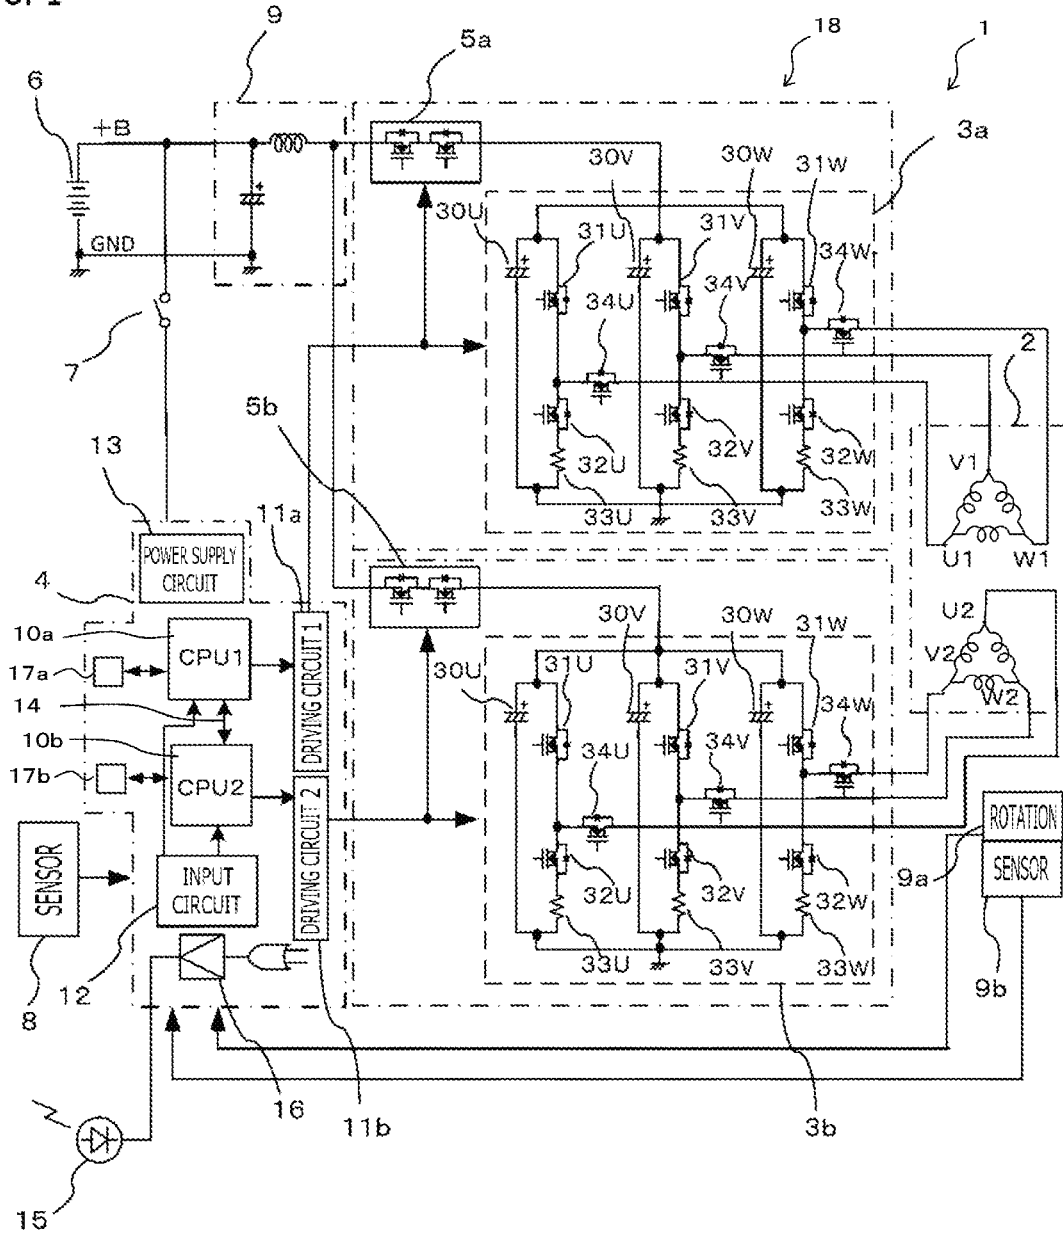 9
5a
18
1
6
+B
3a
30V
30W
31W
30U
31U
31V
34W
GND
34U
34V
2
7
5b
32U
32V
32W
V1
13
11a
33U
33V
33W
POWER SUPPLY
CIRCUIT
U1
W1
4
10a
CPU1
DRIVING CIRCUIT 1
30V
30W
31W
U2
17a
30U
31U
31V
V2
14
W2
10b
34U
34V
34W
17b
CPU2
DRIVING CIRCUIT 2
ROTATION
SENSOR
SENSOR
INPUT
CIRCUIT
32U
32V
32W
9a
33U
33V
33W
12
8
9b
16
11b
3b
15